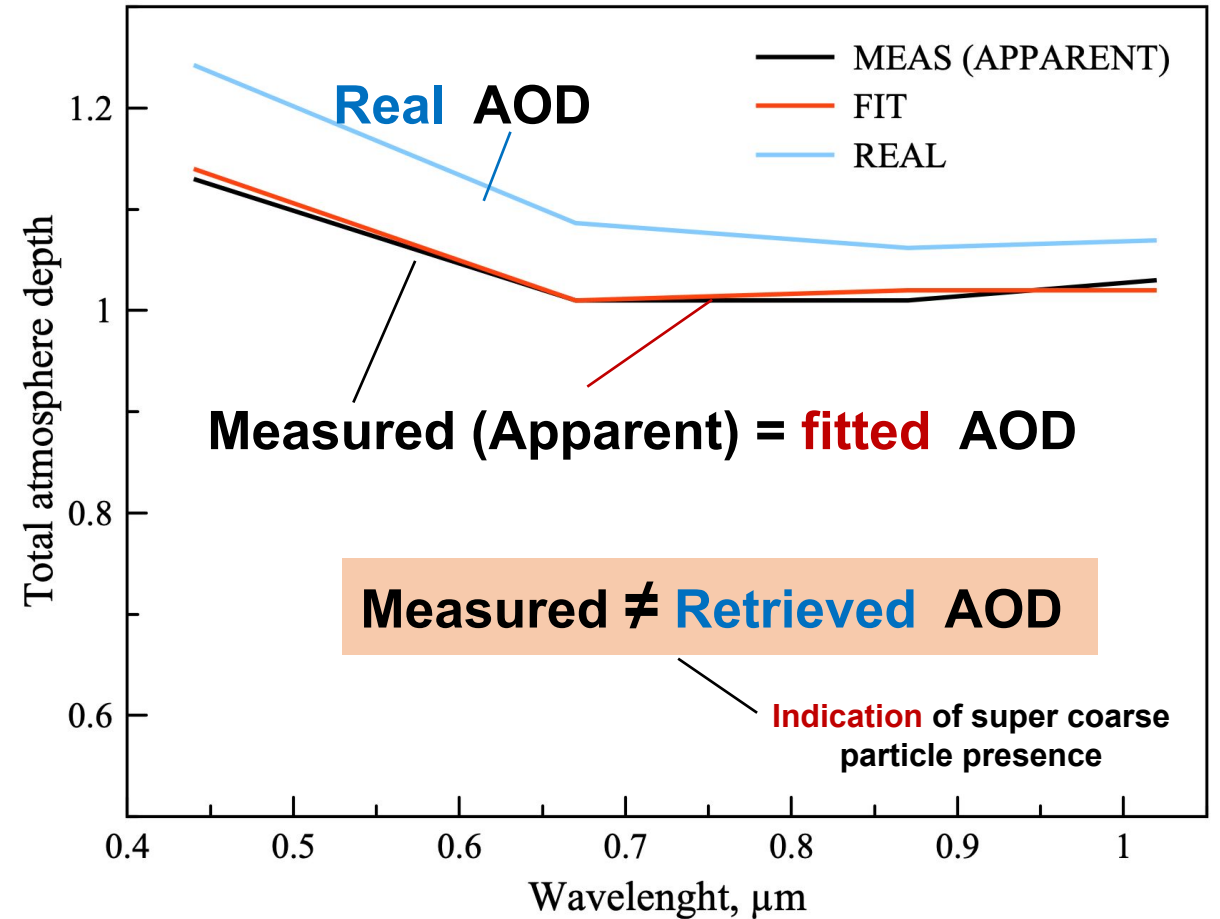 MEAS (APPARENT)
FIT
REAL
Real AOD
Measured (Apparent) = fitted AOD
Measured ≠ Retrieved AOD
Indication of super coarse
particle presence
Total atmosphere depth
1.2
1
0.8
0.6
0.4
0.5
0.6
0.7
0.8
0.9
1
Wavelenght, µm